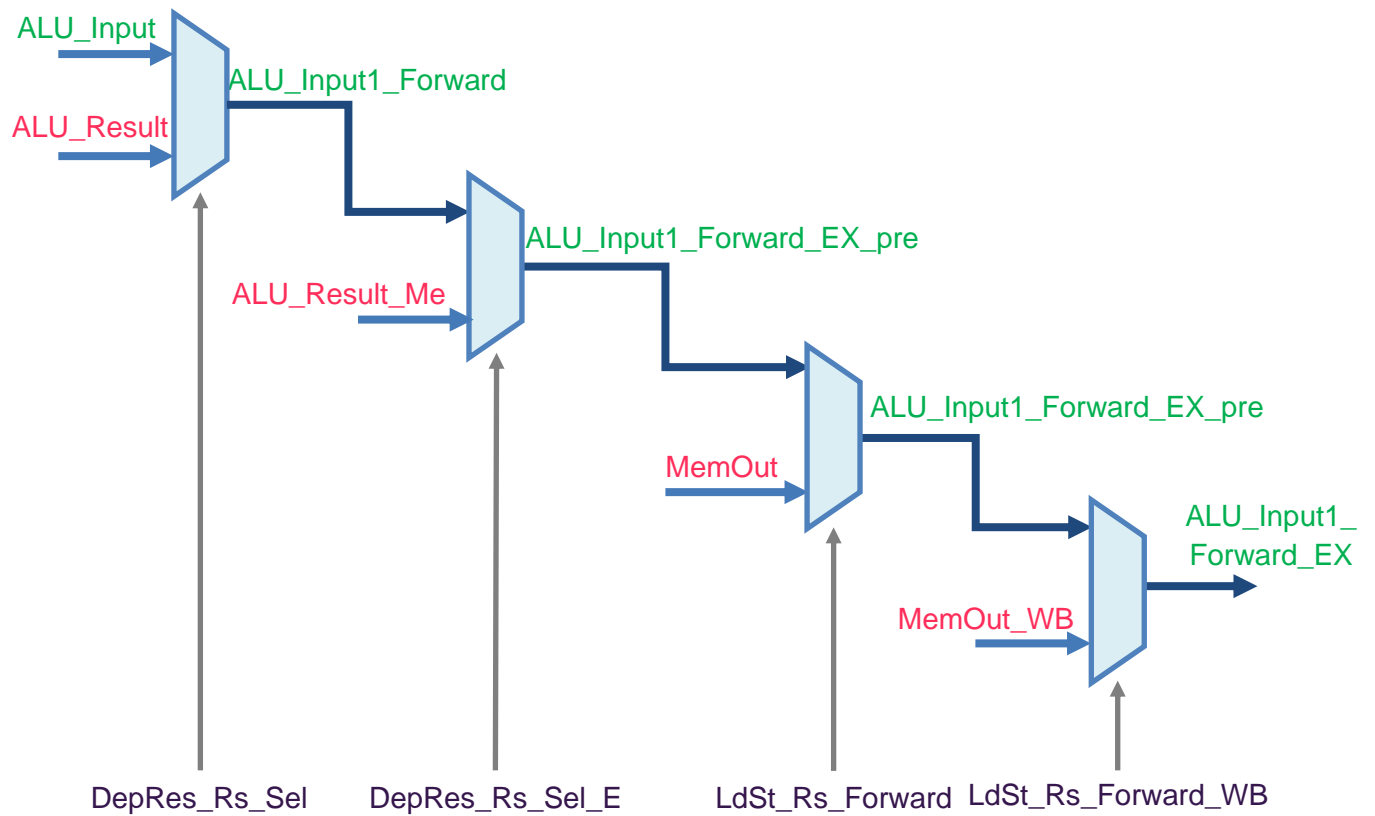 ALU_Input
ALU_Input1_Forward
ALU_Result
ALU_Input1_Forward_EX_pre
ALU_Result_Me
ALU_Input1_Forward_EX_pre
MemOut
ALU_Input1_
Forward_EX
MemOut_WB
DepRes_Rs_Sel
DepRes_Rs_Sel_E
LdSt_Rs_Forward
LdSt_Rs_Forward_WB